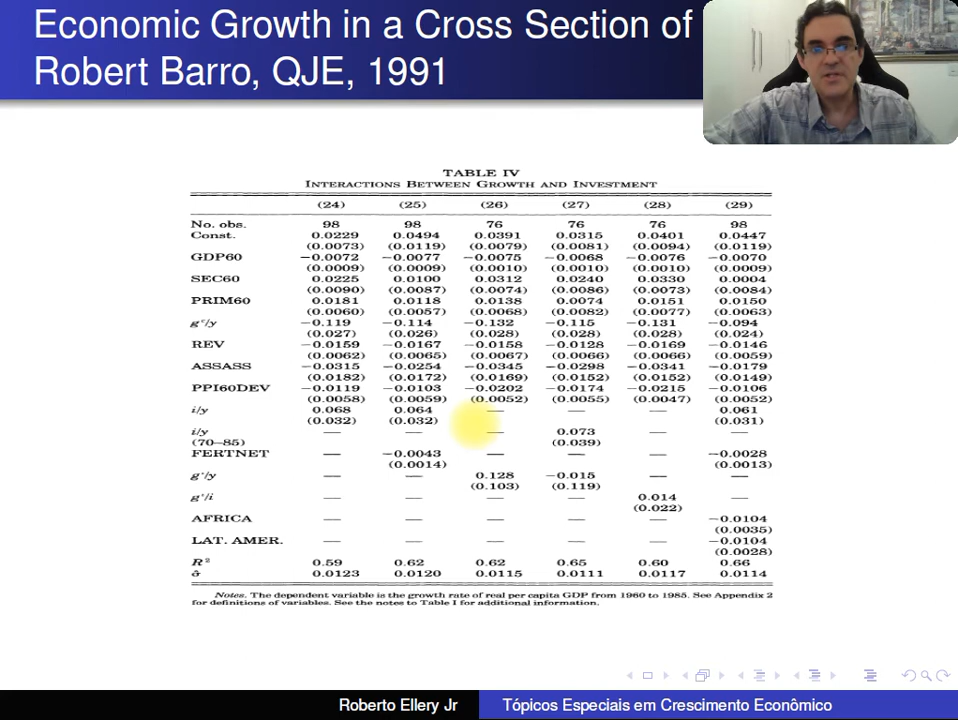 Economic Growth in a Cross Section of
Robert Barro, QJE, 1991
TABLE IV
INTERACTIONS BETWEEN GROWTH AND INVESTMENT
(24) (25) (26) (27) (28) (29)
No. obs. 98 98 76 76 76 98
Const. 0.0229 0.0494 0.0391 0.0315 0.0401 0.0447
(0.0073) (0.0119) (0.0079) (0.0081) (0.0094) (0.0119)
GDP60 −0.0072 −0.0077 −0.0075 −0.0068 −0.0076 −0.0070
(0.0009) (0.0009) (0.0010) (0.0010) (0.0010) (0.0009)
SEC60 0.0225 0.0100 0.0312 0.0240 0.0330 0.0004
(0.0090) (0.0087) (0.0074) (0.0086) (0.0073) (0.0084)
PRIM60 0.0181 0.0118 0.0138 0.0074 0.0151 0.0150
(0.0060) (0.0057) (0.0068) (0.0082) (0.0077) (0.0063)
gᶜ/y −0.119 −0.114 −0.132 −0.115 −0.131 −0.094
(0.027) (0.026) (0.028) (0.028) (0.028) (0.024)
REV −0.0159 −0.0167 −0.0158 −0.0128 −0.0169 −0.0146
(0.0062) (0.0065) (0.0067) (0.0066) (0.0066) (0.0059)
ASSASS −0.0315 −0.0254 −0.0345 −0.0298 −0.0341 −0.0179
(0.0182) (0.0172) (0.0169) (0.0152) (0.0152) (0.0149)
PPI60DEV −0.0119 −0.0103 −0.0202 −0.0174 −0.0215 −0.0106
(0.0058) (0.0059) (0.0052) (0.0055) (0.0047) (0.0052)
i/y 0.068 0.064 — — — 0.061
(0.032) (0.032) (0.031)
i/y — — — 0.073 — —
(70–85) (0.039)
FERTNET — −0.0043 — — — −0.0028
(0.0014) (0.0013)
gⁱ/y — — 0.128 −0.015 — —
(0.103) (0.119)
gⁱ/i — — — — 0.014 —
(0.022)
AFRICA — — — — — −0.0104
(0.0035)
LAT. AMER. — — — — — −0.0104
(0.0028)
R² 0.59 0.62 0.62 0.65 0.60 0.66
σ̂ 0.0123 0.0120 0.0115 0.0111 0.0117 0.0114
Notes. The dependent variable is the growth rate of real per capita GDP from 1960 to 1985. See Appendix 2
for definitions of variables. See the notes to Table I for additional information.
Roberto Ellery Jr Tópicos Especiais em Crescimento Econômico